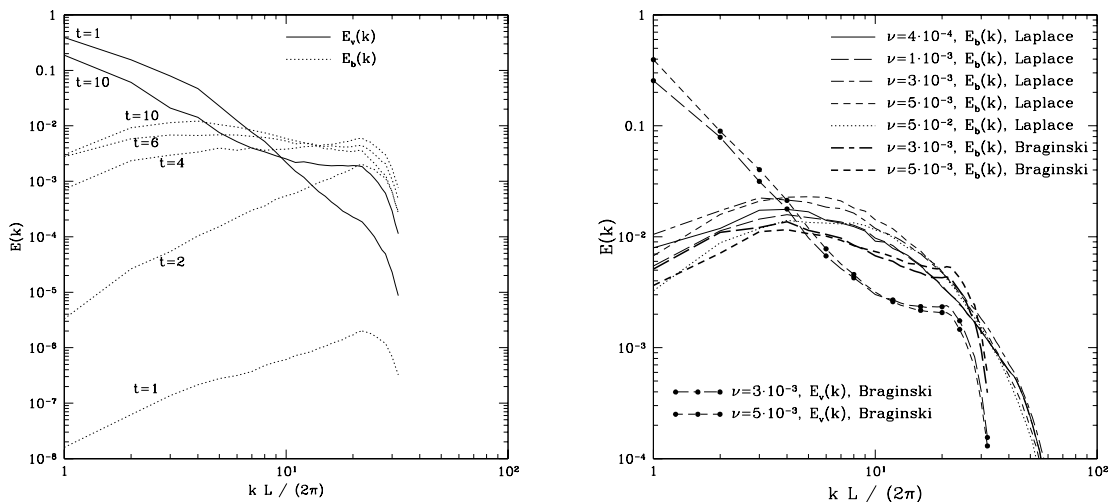 t=1
t=10
t=10
t=6
t=4
t=2
t=1
E_v(k)
E_b(k)
1
0.1
10⁻²
10⁻³
10⁻⁴
10⁻⁵
10⁻⁶
10⁻⁷
10⁻⁸
E(k)
1
10¹
10²
k L / (2π)
ν=4·10⁻⁴, E_b(k), Laplace
ν=1·10⁻³, E_b(k), Laplace
ν=3·10⁻³, E_b(k), Laplace
ν=5·10⁻³, E_b(k), Laplace
ν=5·10⁻², E_b(k), Laplace
ν=3·10⁻³, E_b(k), Braginski
ν=5·10⁻³, E_b(k), Braginski
ν=3·10⁻³, E_v(k), Braginski
ν=5·10⁻³, E_v(k), Braginski
1
0.1
10⁻²
10⁻³
10⁻⁴
E(k)
1
10¹
10²
k L / (2π)